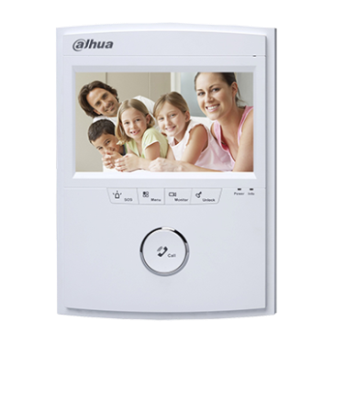 alhua
SOS Menu Monitor Unlock Power Info
Call